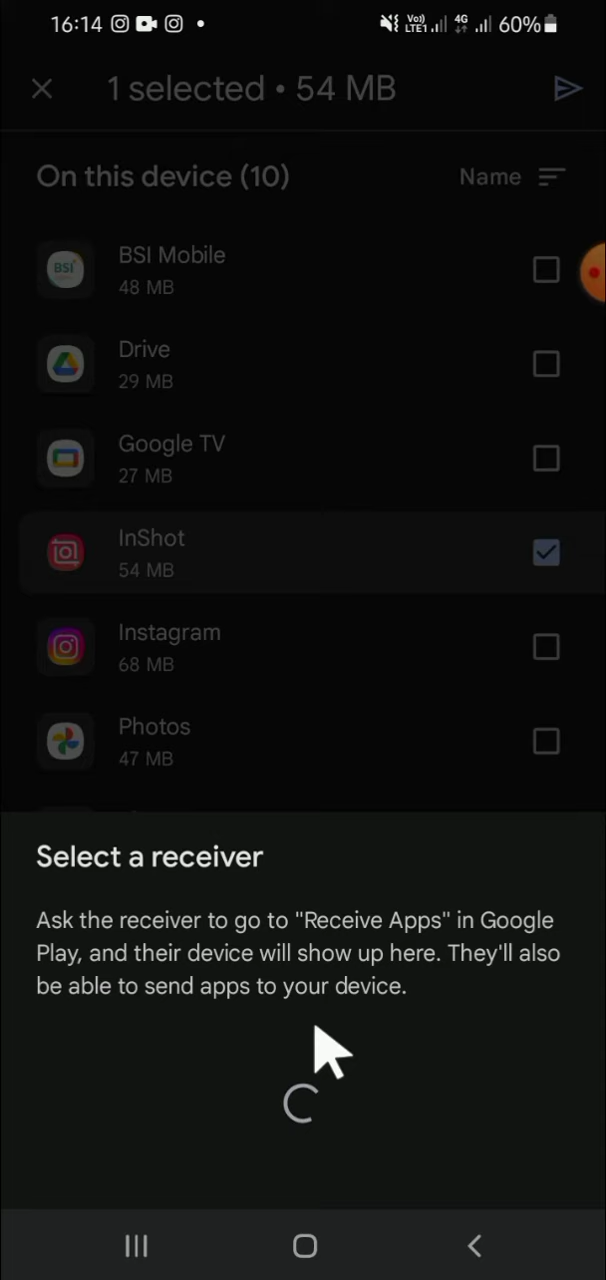 16:14 Vo) LTE1 4G 60%
1 selected • 54 MB
On this device (10) Name
BSI Mobile
48 MB
BSI
Drive
29 MB
Google TV
27 MB
InShot
54 MB
Instagram
68 MB
Photos
47 MB
Select a receiver
Ask the receiver to go to "Receive Apps" in Google
Play, and their device will show up here. They'll also
be able to send apps to your device.